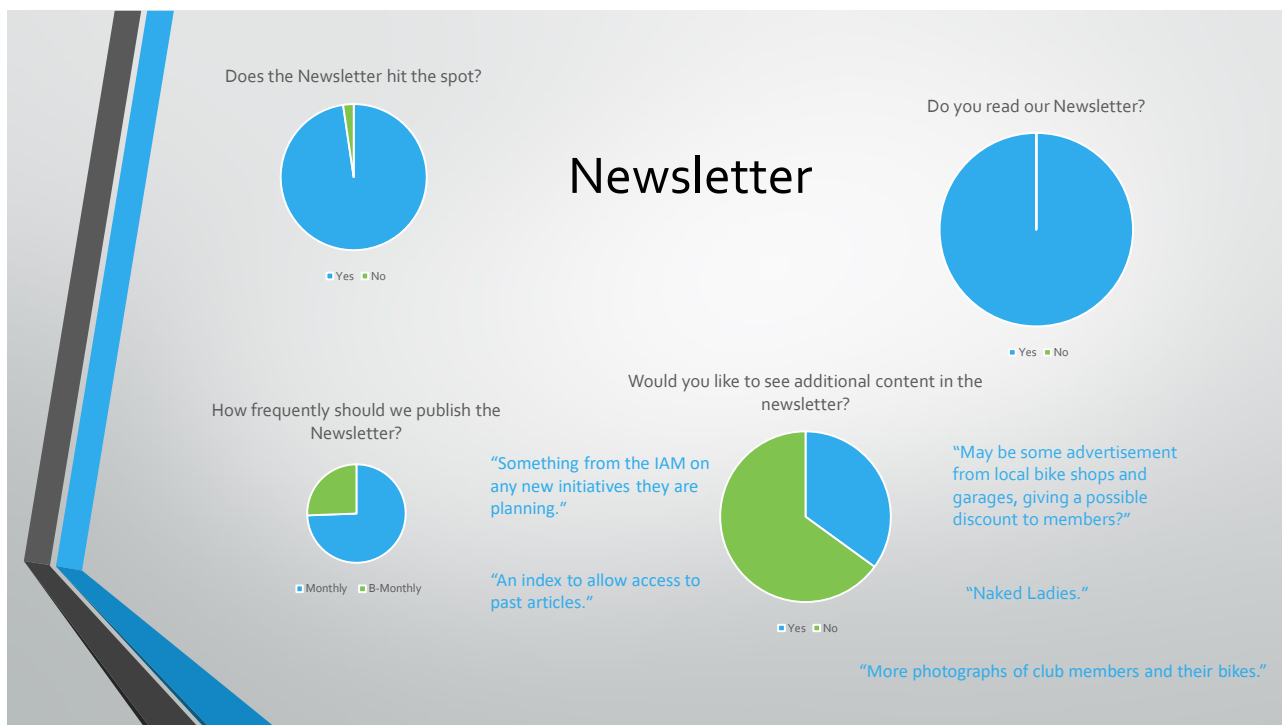 Does the Newsletter hit the spot?
Yes No
Newsletter
Do you read our Newsletter?
Yes No
How frequently should we publish the
Newsletter?
Monthly B-Monthly
Would you like to see additional content in the
newsletter?
Yes No
“Something from the IAM on
any new initiatives they are
planning.”
“An index to allow access to
past articles.”
“May be some advertisement
from local bike shops and
garages, giving a possible
discount to members?”
“Naked Ladies.”
“More photographs of club members and their bikes.”